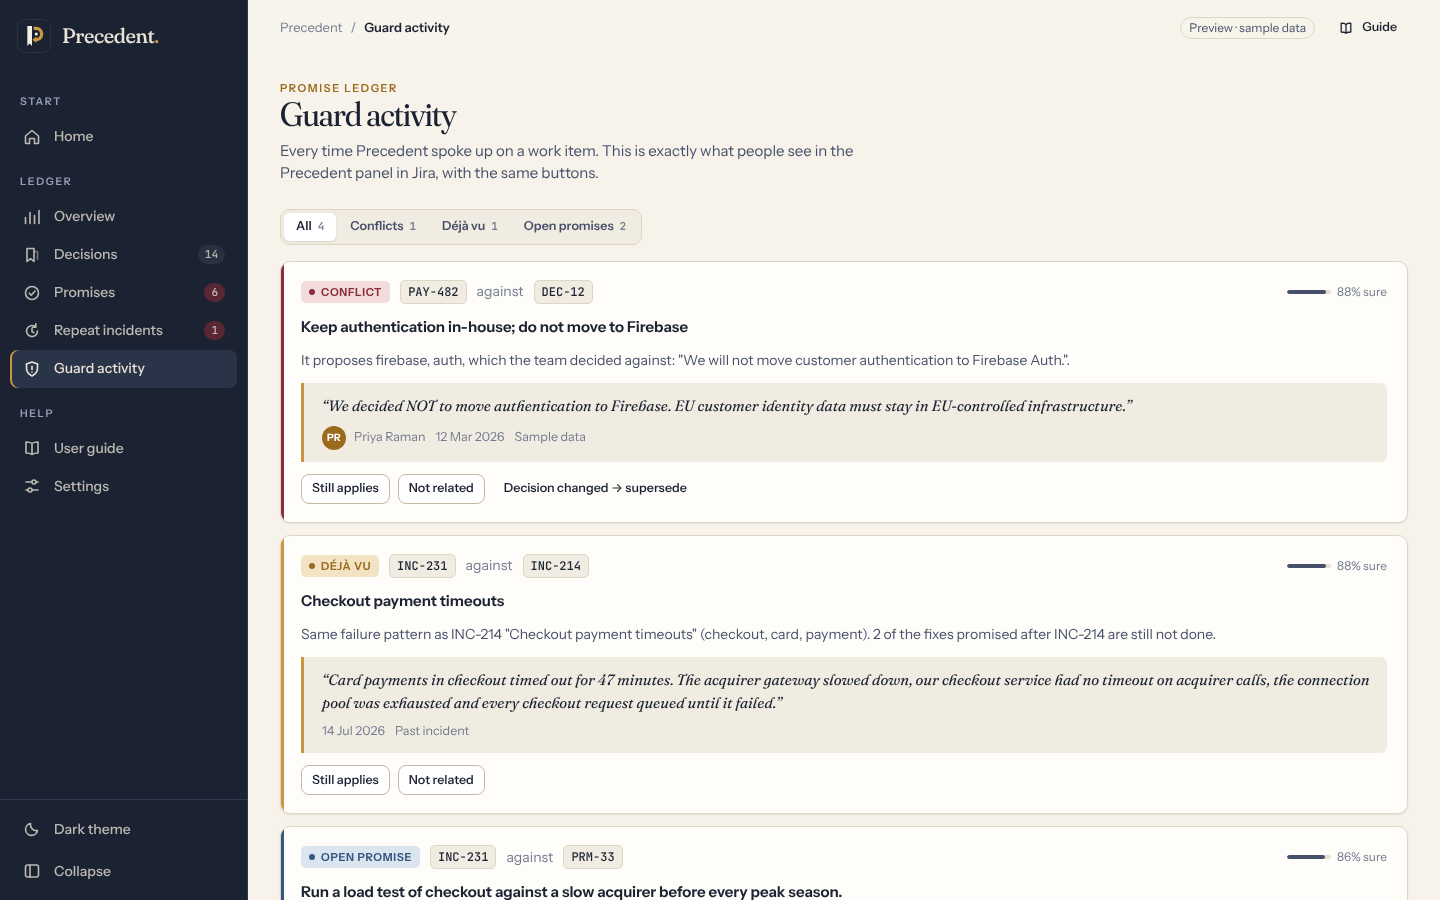 Precedent.
START
Home
LEDGER
Overview
Decisions 14
Promises 6
Repeat incidents 1
Guard activity
HELP
User guide
Settings
Dark theme
Collapse
Precedent / Guard activity
Preview · sample data
Guide
PROMISE LEDGER
Guard activity
Every time Precedent spoke up on a work item. This is exactly what people see in the
Precedent panel in Jira, with the same buttons.
All 4 Conflicts 1 Déjà vu 1 Open promises 2
CONFLICT PAY-482 against DEC-12 88% sure
Keep authentication in-house; do not move to Firebase
It proposes firebase, auth, which the team decided against: "We will not move customer authentication to Firebase Auth.".
“We decided NOT to move authentication to Firebase. EU customer identity data must stay in EU-controlled infrastructure.”
PR Priya Raman 12 Mar 2026 Sample data
Still applies Not related Decision changed → supersede
DÉJÀ VU INC-231 against INC-214 88% sure
Checkout payment timeouts
Same failure pattern as INC-214 "Checkout payment timeouts" (checkout, card, payment). 2 of the fixes promised after INC-214 are still not done.
“Card payments in checkout timed out for 47 minutes. The acquirer gateway slowed down, our checkout service had no timeout on acquirer calls, the connection
pool was exhausted and every checkout request queued until it failed.”
14 Jul 2026 Past incident
Still applies Not related
OPEN PROMISE INC-231 against PRM-33 86% sure
Run a load test of checkout against a slow acquirer before every peak season.